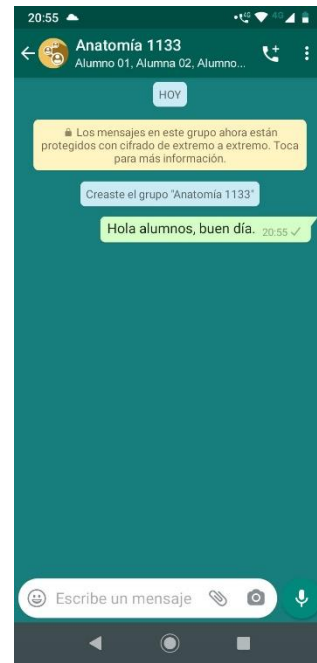 20:55
4G
4G
Anatomía 1133
Alumno 01, Alumna 02, Alumno...
HOY
Los mensajes en este grupo ahora están
protegidos con cifrado de extremo a extremo. Toca
para más información.
Creaste el grupo "Anatomía 1133"
Hola alumnos, buen día. 20:55
Escribe un mensaje